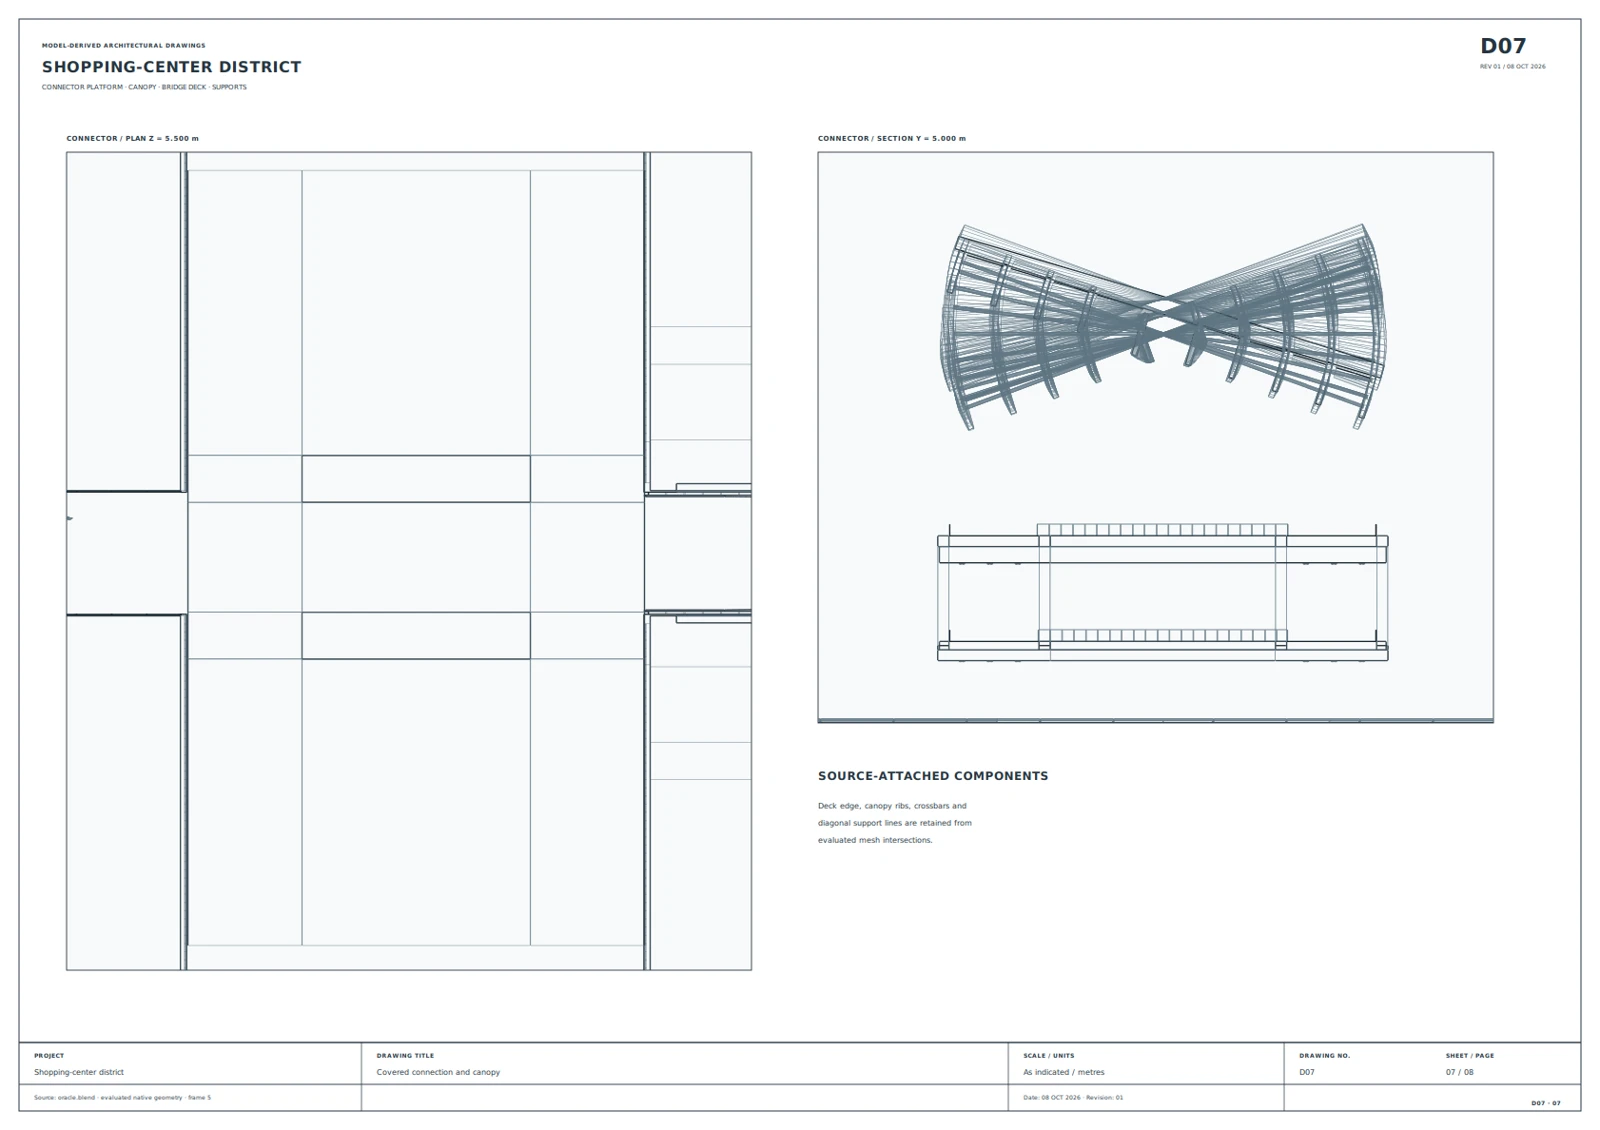 MODEL-DERIVED ARCHITECTURAL DRAWINGS
SHOPPING-CENTER DISTRICT
CONNECTOR PLATFORM · CANOPY · BRIDGE DECK · SUPPORTS
D07
REV 01 / 08 OCT 2026
CONNECTOR / PLAN Z = 5.500 m
CONNECTOR / SECTION Y = 5.000 m
SOURCE-ATTACHED COMPONENTS
Deck edge, canopy ribs, crossbars and
diagonal support lines are retained from
evaluated mesh intersections.
PROJECT
Shopping-center district
Source: oracle.blend · evaluated native geometry · frame 5
DRAWING TITLE
Covered connection and canopy
SCALE / UNITS
As indicated / metres
Date: 08 OCT 2026 · Revision: 01
DRAWING NO.
D07
SHEET / PAGE
07 / 08
D07 · 07